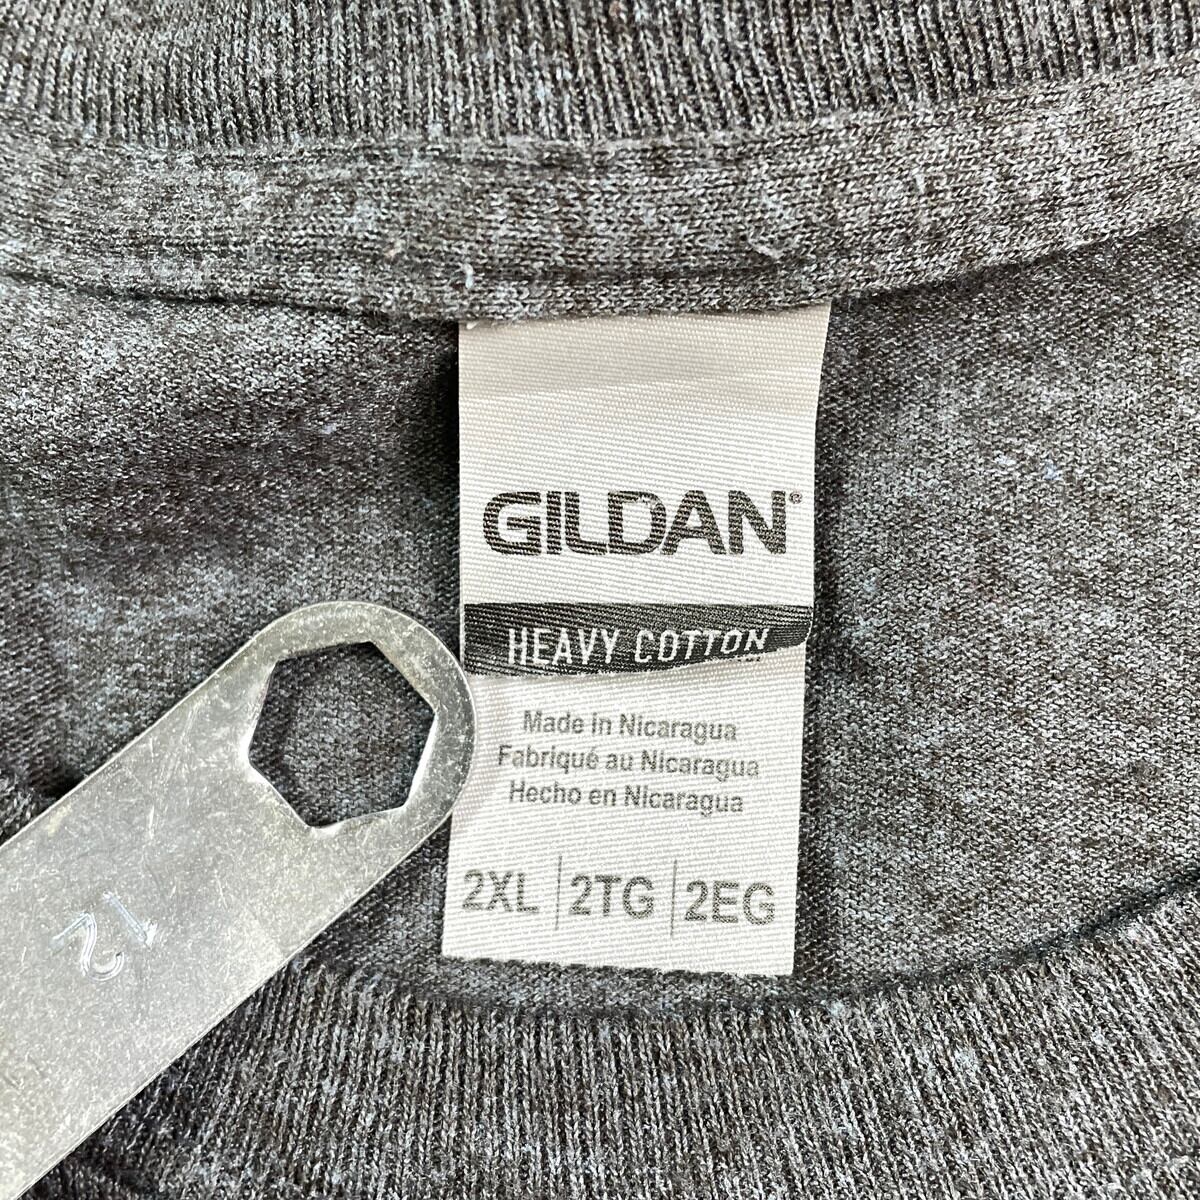 GILDAN®
HEAVY COTTON
Made in Nicaragua
Fabriqué au Nicaragua
Hecho en Nicaragua
2XL | 2TG | 2EG
12